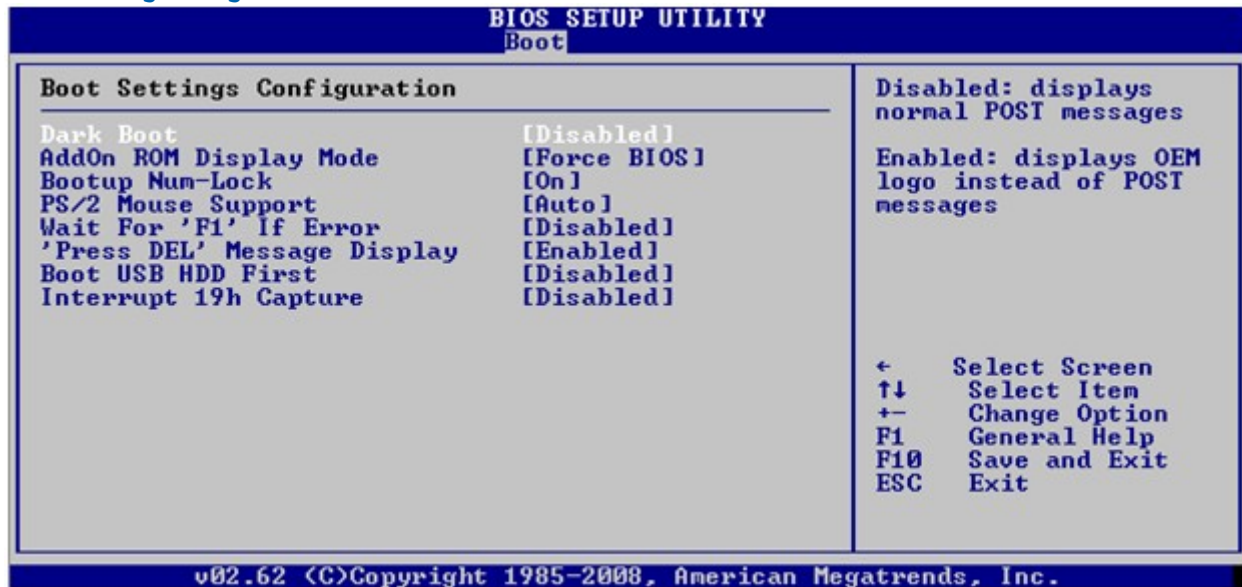 BIOS SETUP UTILITY
Boot
Boot Settings Configuration
Dark Boot [Disabled]
AddOn ROM Display Mode [Force BIOS]
Bootup Num-Lock [On]
PS/2 Mouse Support [Auto]
Wait For 'F1' If Error [Disabled]
'Press DEL' Message Display [Enabled]
Boot USB HDD First [Disabled]
Interrupt 19h Capture [Disabled]
Disabled: displays
normal POST messages
Enabled: displays OEM
logo instead of POST
messages
← Select Screen
↑↓ Select Item
+- Change Option
F1 General Help
F10 Save and Exit
ESC Exit
v02.62 (C)Copyright 1985-2008, American Megatrends, Inc.